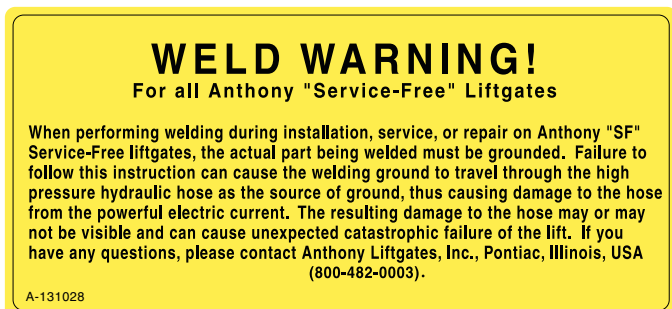 WELD WARNING!
For all Anthony "Service-Free" Liftgates
When performing welding during installation, service, or repair on Anthony "SF"
Service-Free liftgates, the actual part being welded must be grounded.  Failure to
follow this instruction can cause the welding ground to travel through the high
pressure hydraulic hose as the source of ground, thus causing damage to the hose
from the powerful electric current.  The resulting damage to the hose may or may
not be visible and can cause unexpected catastrophic failure of the lift.  If you
have any questions, please contact Anthony Liftgates, Inc., Pontiac, Illinois, USA
(800-482-0003).
A-131028